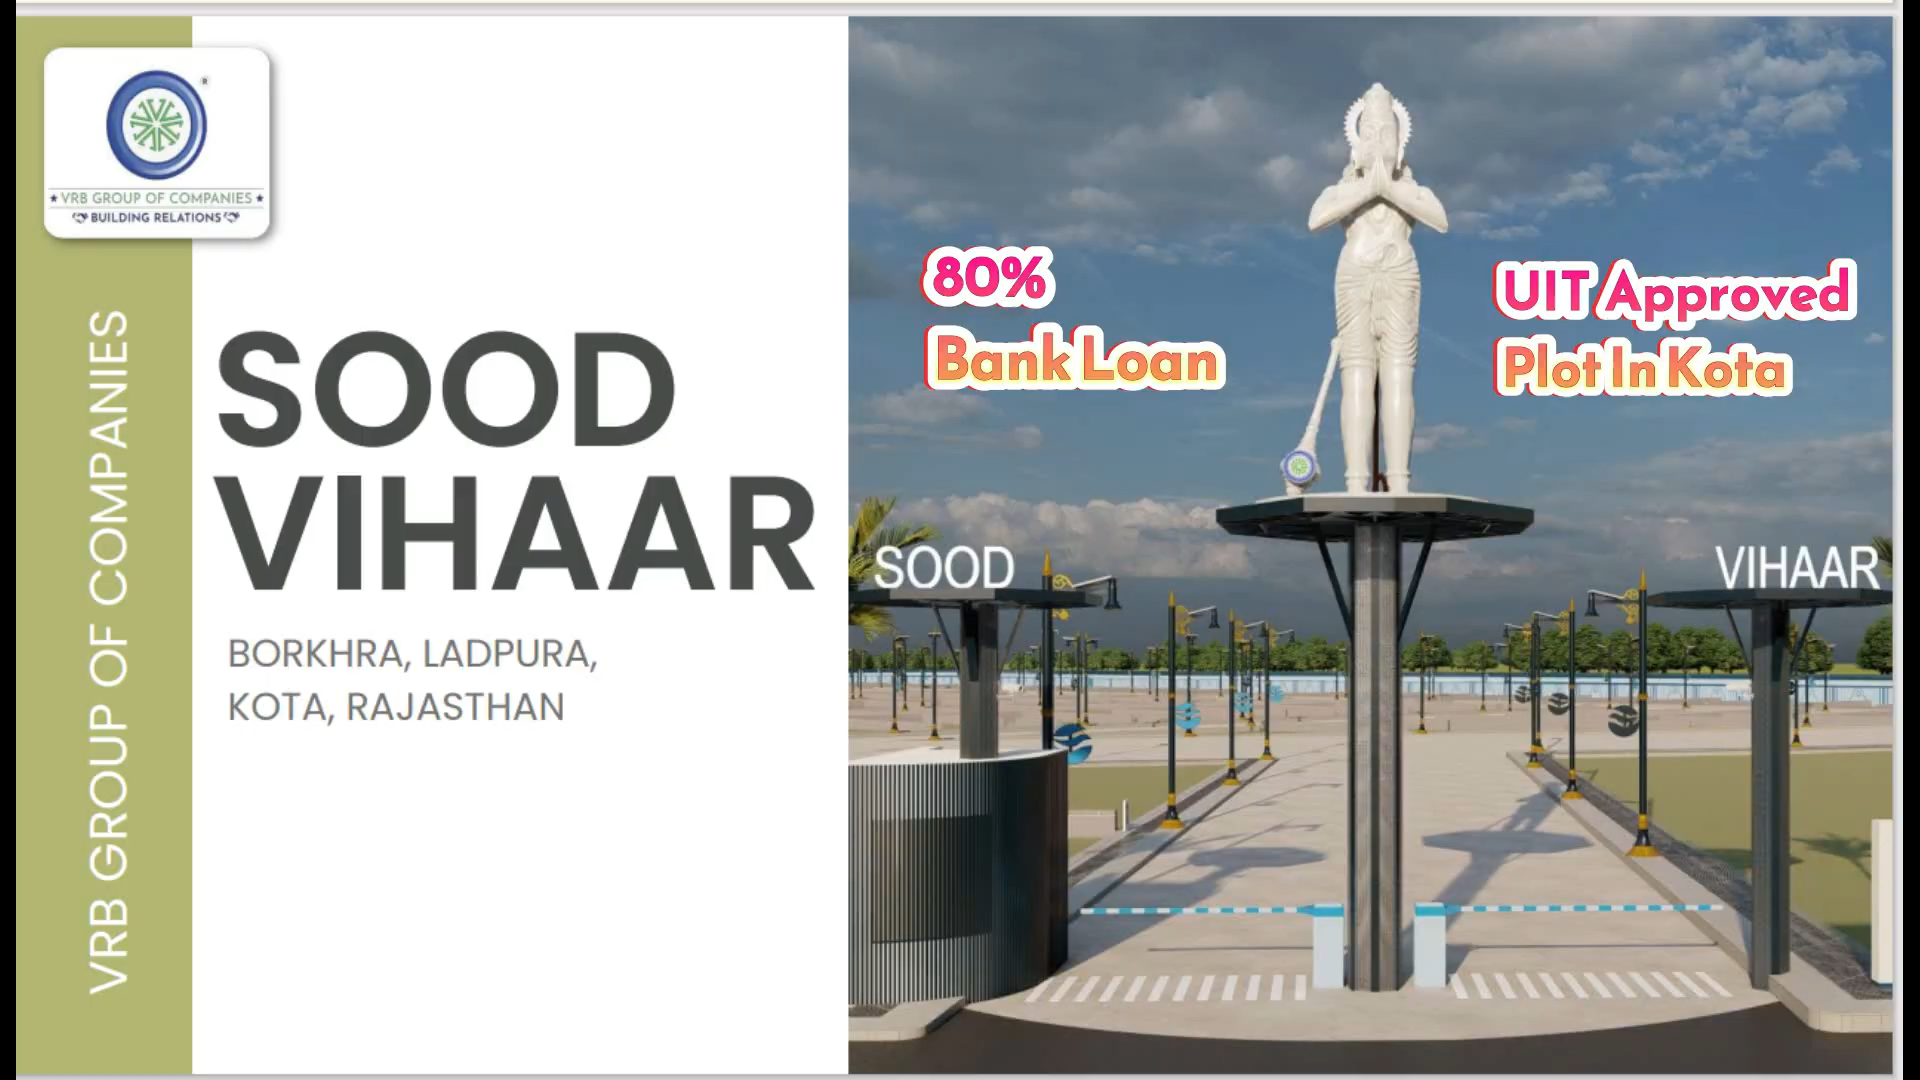 ®
★ VRB GROUP OF COMPANIES ★
BUILDING RELATIONS
VRB GROUP OF COMPANIES
SOOD
VIHAAR
BORKHRA, LADPURA,
KOTA, RAJASTHAN
80%
Bank Loan
UIT Approved
Plot In Kota
SOOD
VIHAAR